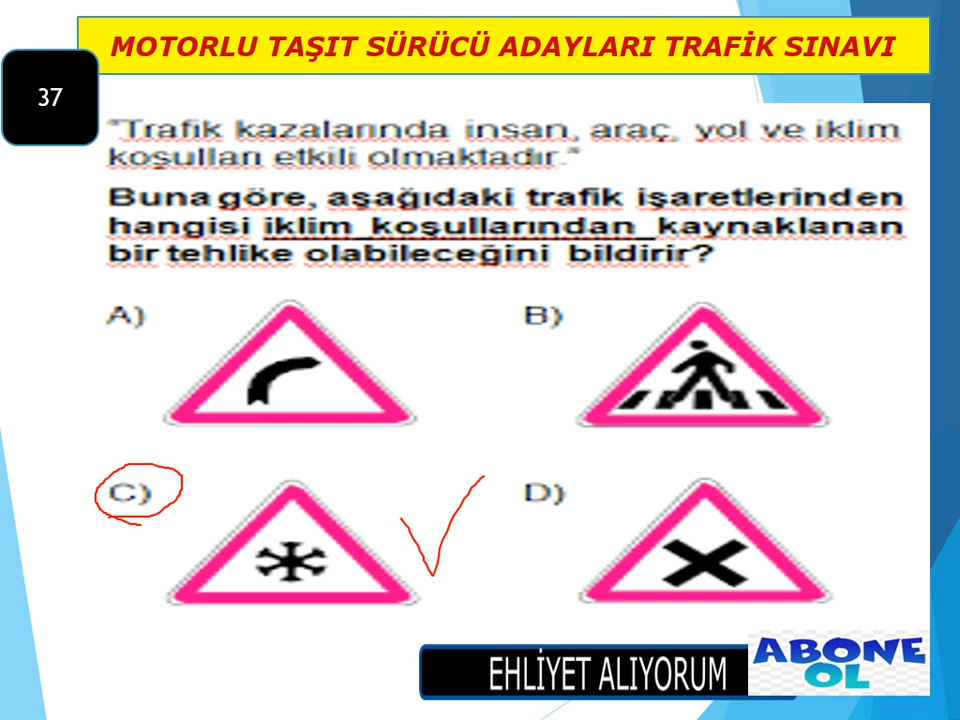 MOTORLU TAŞIT SÜRÜCÜ ADAYLARI TRAFİK SINAVI
37
"Trafik kazalarında insan, araç, yol ve iklim
koşulları etkili olmaktadır."
Buna göre, aşağıdaki trafik işaretlerinden
hangisi iklim koşullarından kaynaklanan
bir tehlike olabileceğini bildirir?
A)
B)
C)
D)
EHLİYET ALIYORUM
ABONE
OL